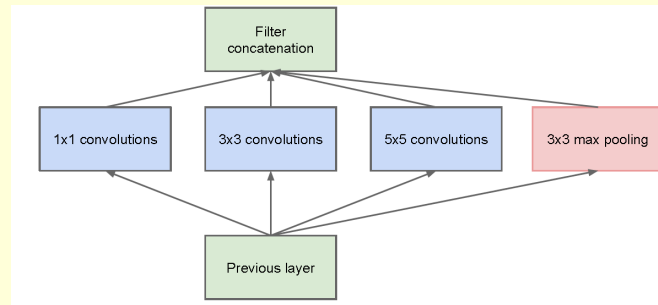 Filter
concatenation
1x1 convolutions
3x3 convolutions
5x5 convolutions
3x3 max pooling
Previous layer